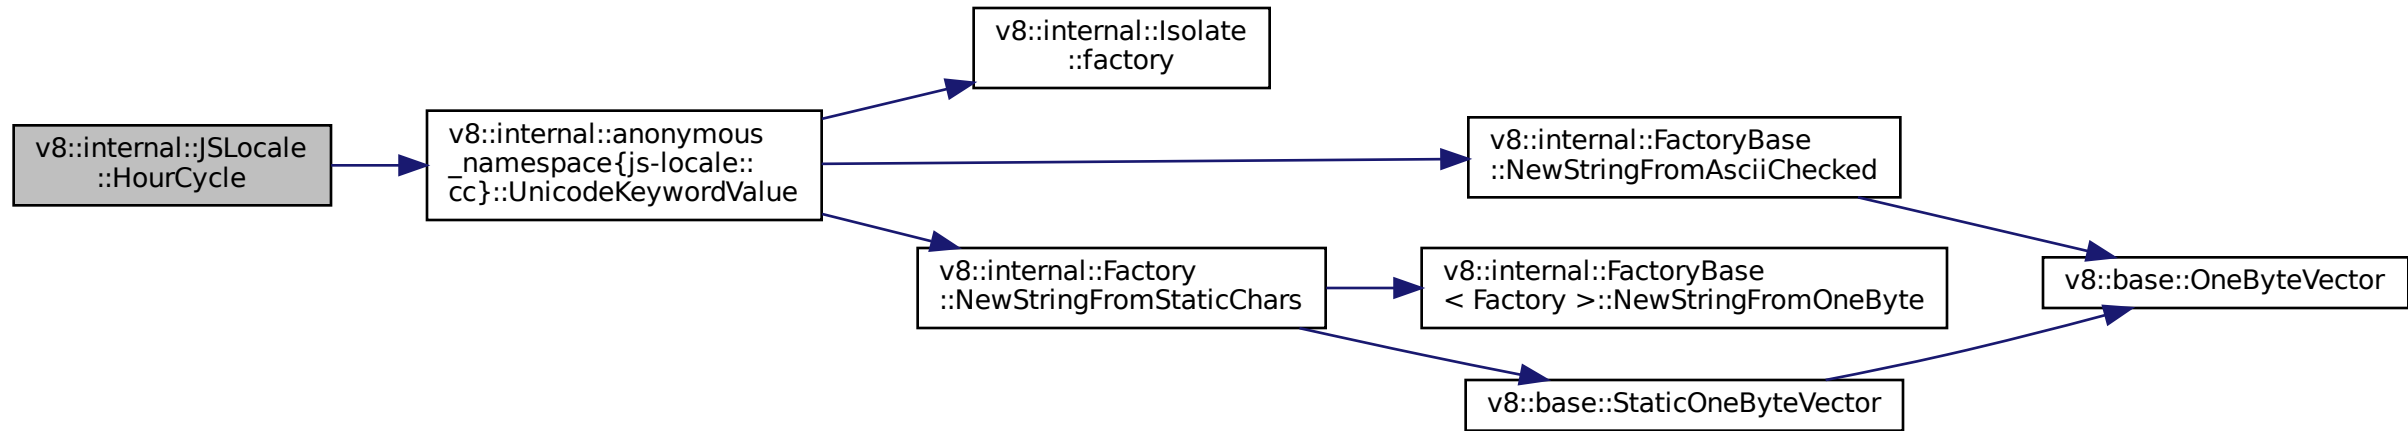 v8::internal::JSLocale
::HourCycle
v8::internal::anonymous
_namespace{js-locale::
cc}::UnicodeKeywordValue
v8::internal::Isolate
::factory
v8::internal::FactoryBase
::NewStringFromAsciiChecked
v8::internal::Factory
::NewStringFromStaticChars
v8::internal::FactoryBase
< Factory >::NewStringFromOneByte
v8::base::OneByteVector
v8::base::StaticOneByteVector